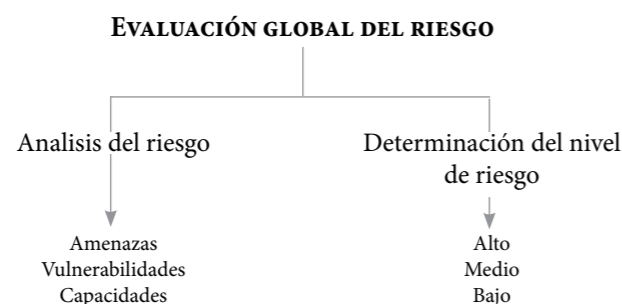 EVALUACIÓN GLOBAL DEL RIESGO
Analisis del riesgo
Determinación del nivel
de riesgo
Amenazas
Vulnerabilidades
Capacidades
Alto
Medio
Bajo